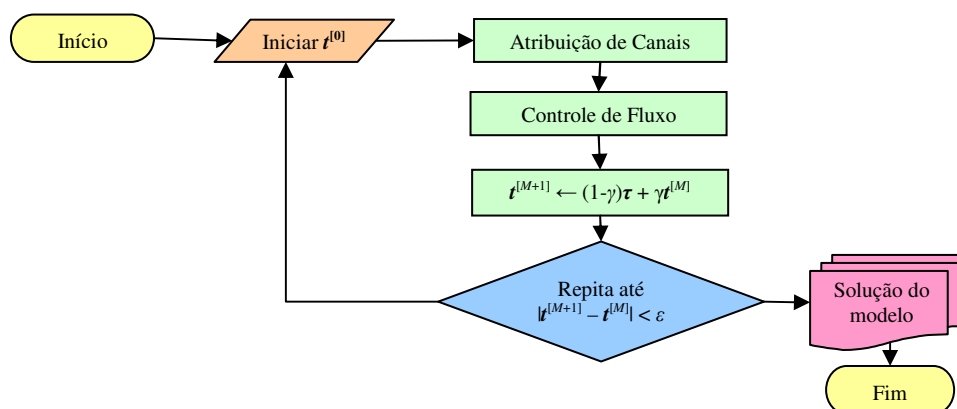 Início
Iniciar t^[0]
Atribuição de Canais
Controle de Fluxo
t^[M+1] ← (1-γ)τ + γt^[M]
Repita até
|t^[M+1] – t^[M]| < ε
Solução do
modelo
Fim